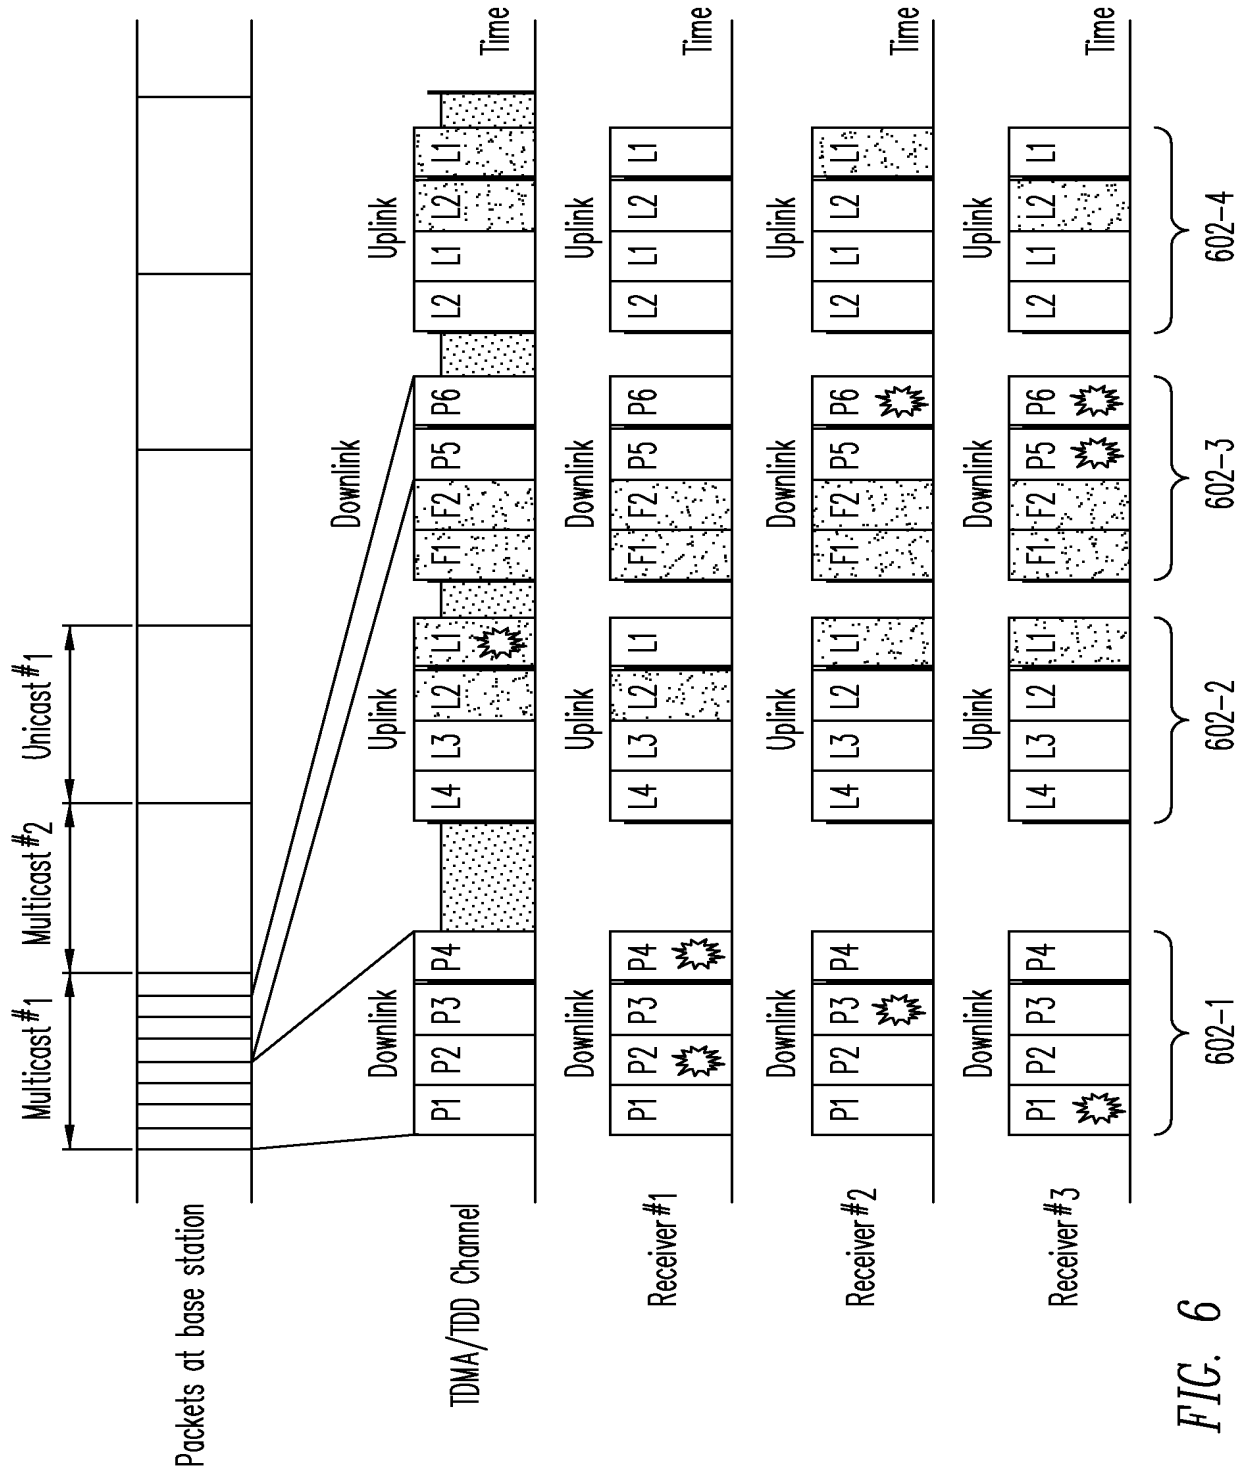 Multicast#1 Multicast#2 Unicast#1
Packets at base station
Downlink Uplink Downlink Uplink
TDMA/TDD Channel P1 P2 P3 P4 L4 L3 L2 L1 F1 F2 P5 P6 L2 L1 L2 L1 Time
Downlink Uplink Downlink Uplink
Receiver#1 P1 P2 P3 P4 L4 L3 L2 L1 F1 F2 P5 P6 L2 L1 L2 L1 Time
Downlink Uplink Downlink Uplink
Receiver#2 P1 P2 P3 P4 L4 L3 L2 L1 F1 F2 P5 P6 L2 L1 L2 L1 Time
Downlink Uplink Downlink Uplink
Receiver#3 P1 P2 P3 P4 L4 L3 L2 L1 F1 F2 P5 P6 L2 L1 L2 L1 Time
602-1 602-2 602-3 602-4
FIG. 6